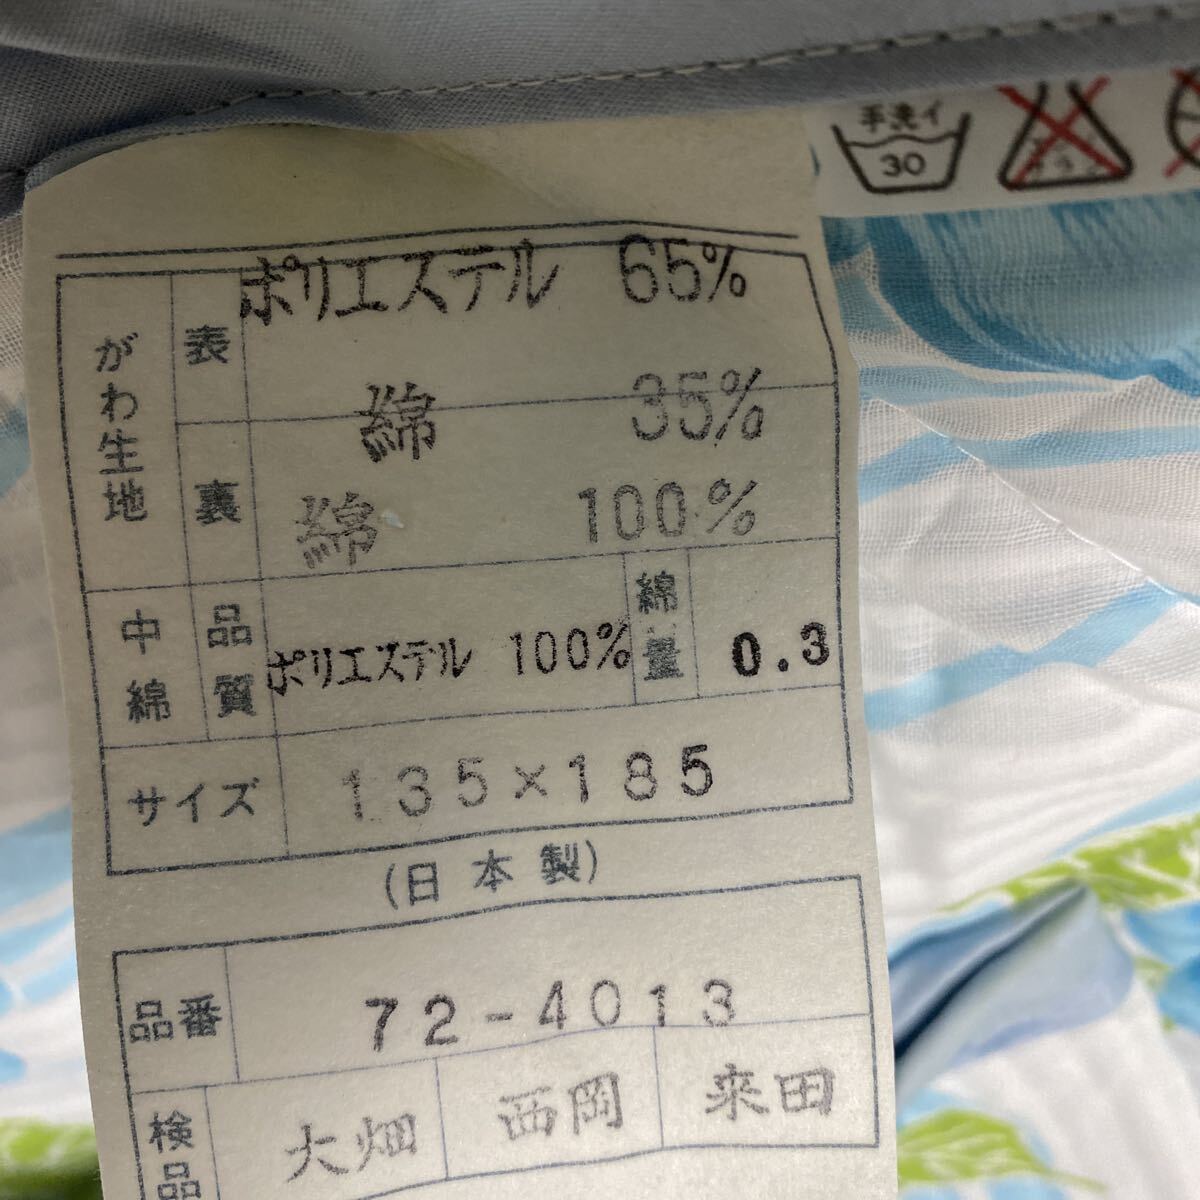 手洗イ
30
がわ生地
表
ポリエステル 65%
綿 35%
裏
綿 100%
中綿
品質
ポリエステル 100%
綿量
0.3
サイズ
135×185
(日本製)
品番
72-4013
検品
大畑
西岡
来田